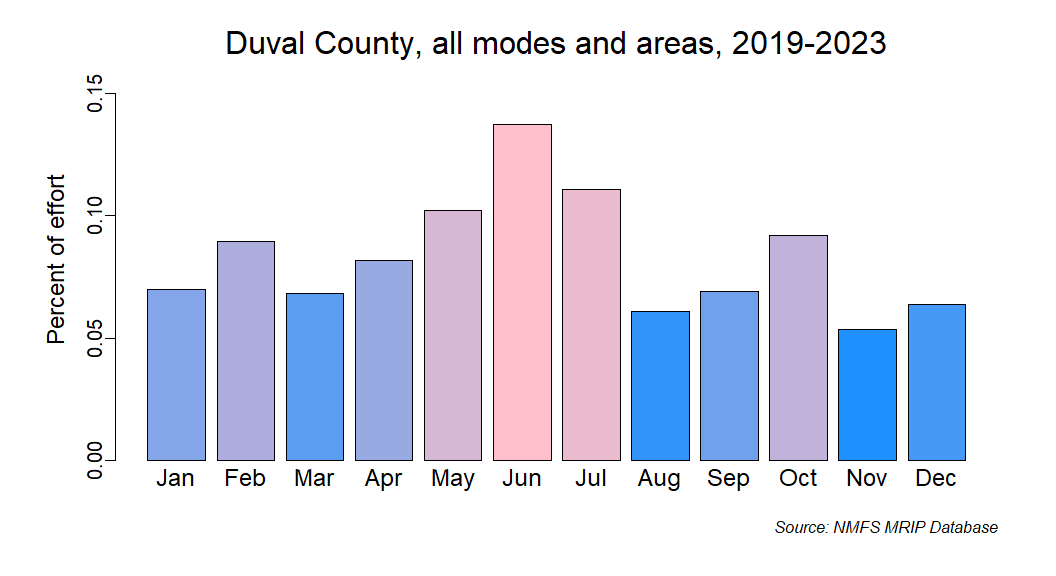 Duval County, all modes and areas, 2019-2023
Percent of effort
0.15
0.10
0.05
0.00
Jan Feb Mar Apr May Jun Jul Aug Sep Oct Nov Dec
Source: NMFS MRIP Database